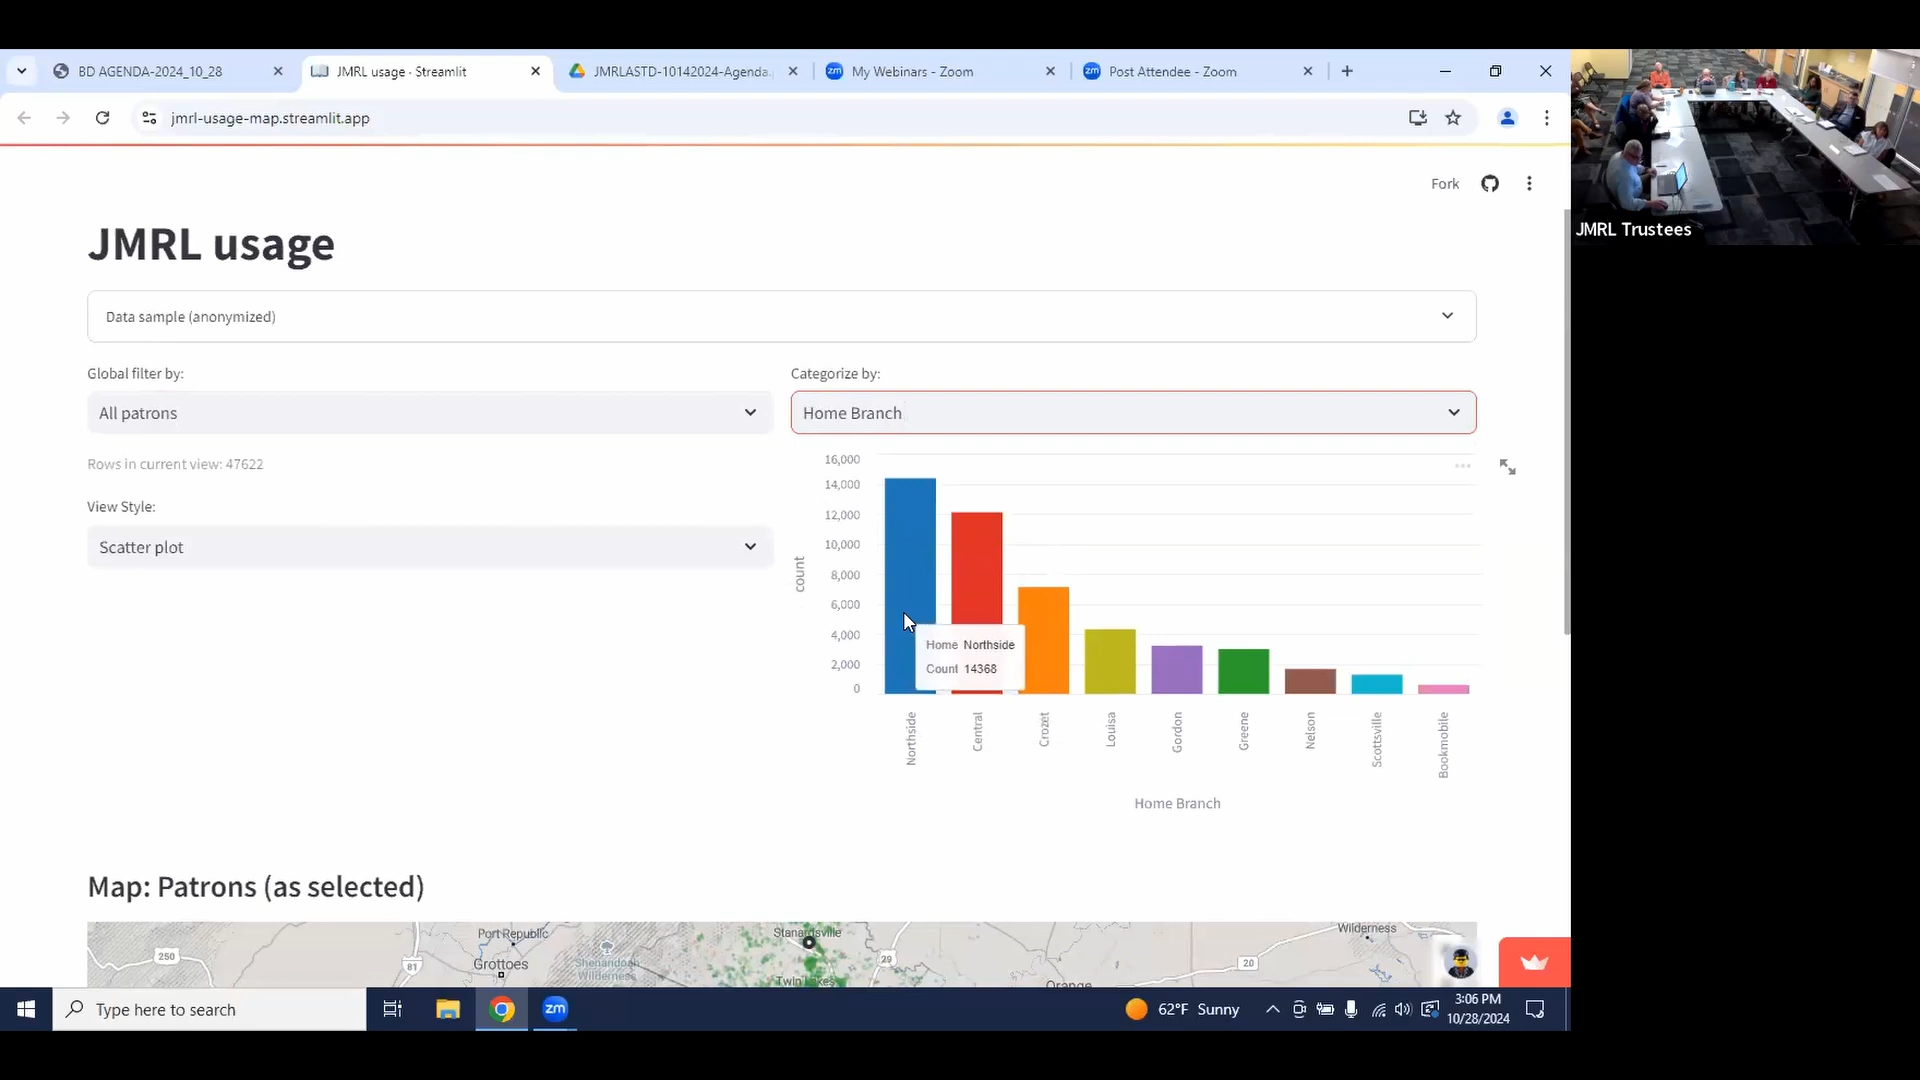 BD AGENDA-2024_10_28
JMRL usage · Streamlit
JMRLASTD-10142024-Agenda.
zm
My Webinars - Zoom
zm
Post Attendee - Zoom
jmrl-usage-map.streamlit.app
JMRL Trustees
Fork
JMRL usage
Data sample (anonymized)
Global filter by:
All patrons
Rows in current view: 47622
View Style:
Scatter plot
Categorize by:
Home Branch
16,000
14,000
12,000
10,000
8,000
6,000
4,000
2,000
0
count
Home Northside
Count 14368
Northside
Central
Crozet
Louisa
Gordon
Greene
Nelson
Scottsville
Bookmobile
Home Branch
Map: Patrons (as selected)
250
Port Republic
81
Grottoes
Shenandoah
Wilderness
Stanardsville
Twin Lakes
29
Orange
20
Wilderness
Type here to search
zm
62°F Sunny
3:06 PM
10/28/2024